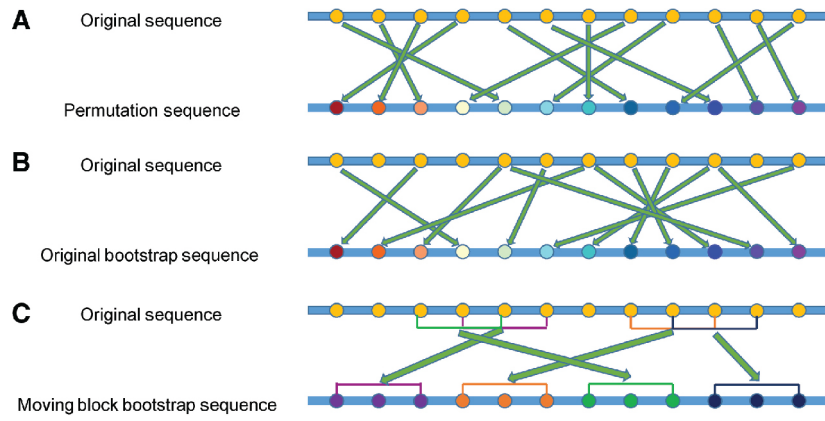 A
Original sequence
Permutation sequence
B
Original sequence
Original bootstrap sequence
C
Original sequence
Moving block bootstrap sequence